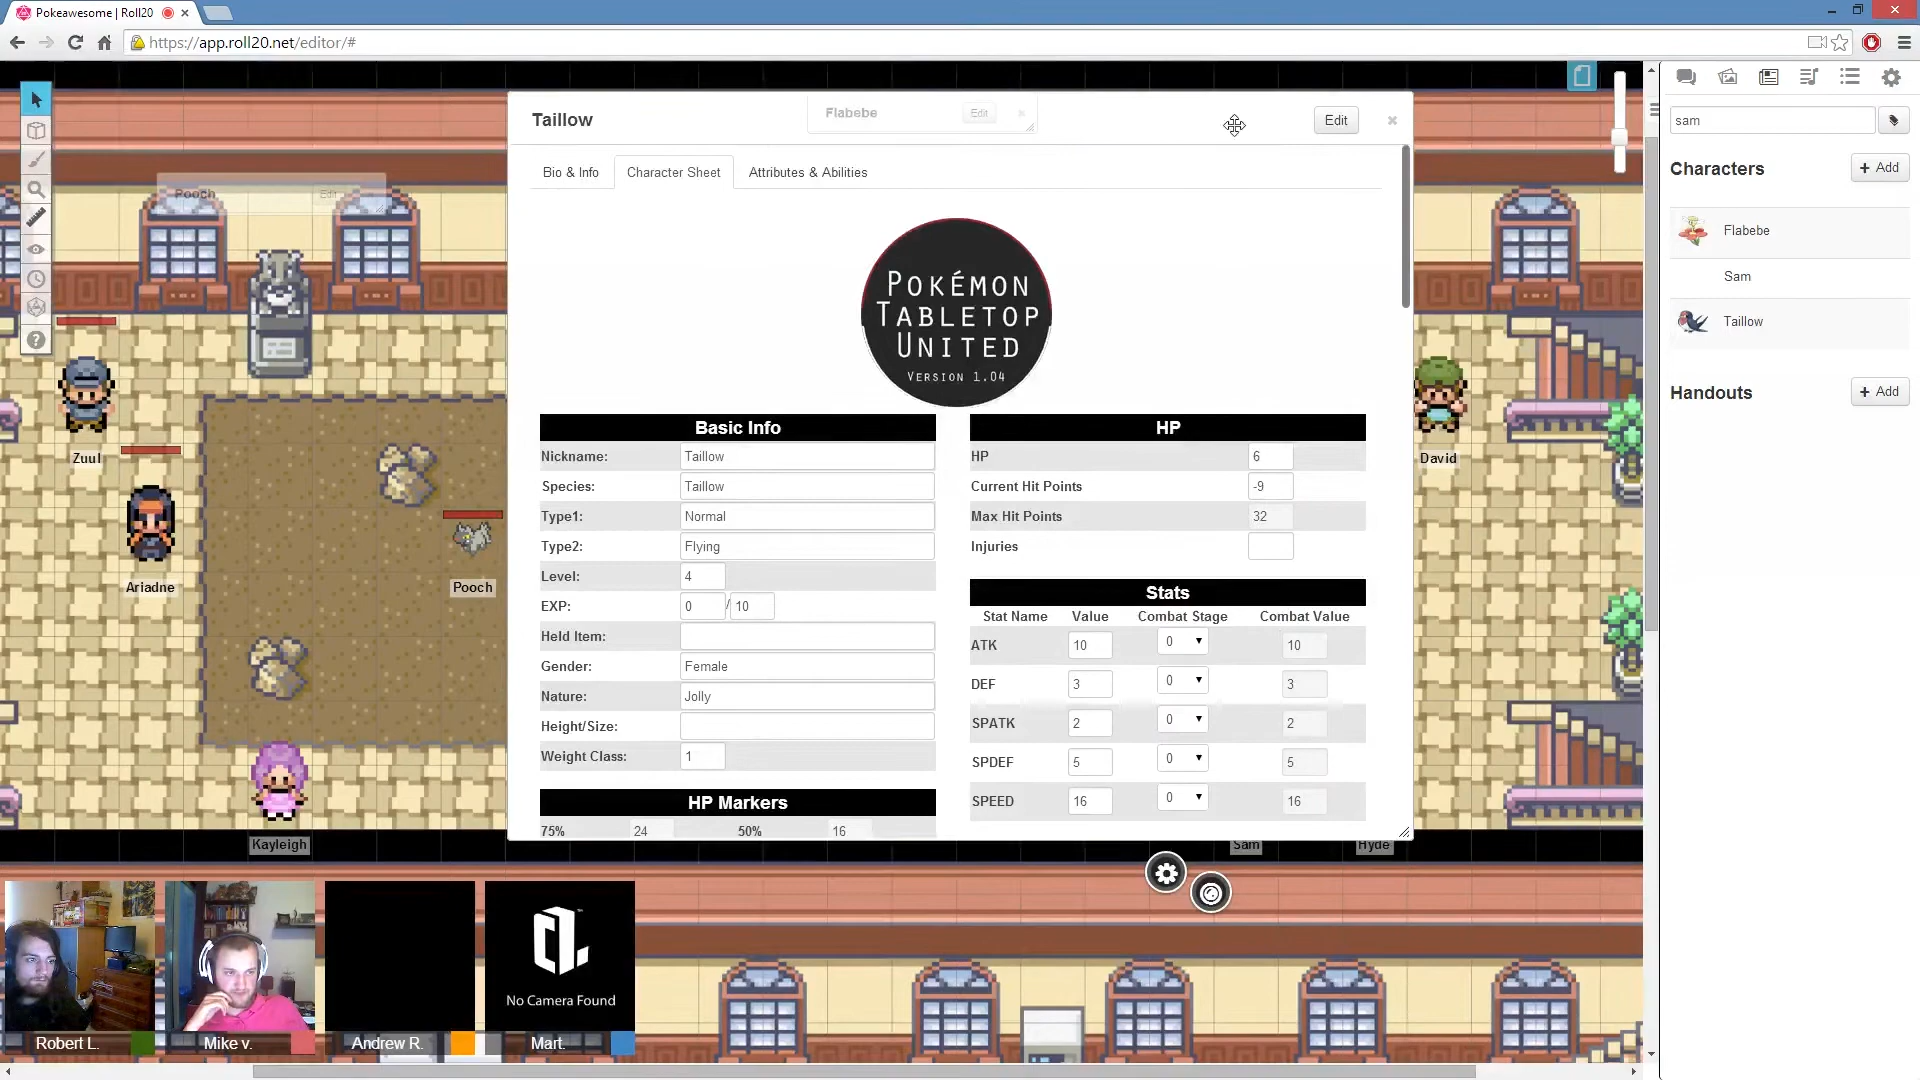 Pokeawesome | Roll20
https://app.roll20.net/editor/#
Taillow
Flabebe
Edit
Edit
Bio & Info
Character Sheet
Attributes & Abilities
Pooch
Edit
POKÉMON
TABLETOP
UNITED
VERSION 1.04
Basic Info
Nickname: Taillow
Species: Taillow
Type1: Normal
Type2: Flying
Level: 4
EXP: 0 / 10
Held Item:
Gender: Female
Nature: Jolly
Height/Size:
Weight Class: 1
HP Markers
75% 24 50% 16
HP
HP 6
Current Hit Points -9
Max Hit Points 32
Injuries
Stats
Stat Name Value Combat Stage Combat Value
ATK 10 0 10
DEF 3 0 3
SPATK 2 0 2
SPDEF 5 0 5
SPEED 16 0 16
sam
Characters
+ Add
Flabebe
Sam
Taillow
Handouts
+ Add
Zuul
Ariadne
Pooch
David
Kayleigh
Sam
Hyde
No Camera Found
Robert L.
Mike v.
Andrew R.
Mart.